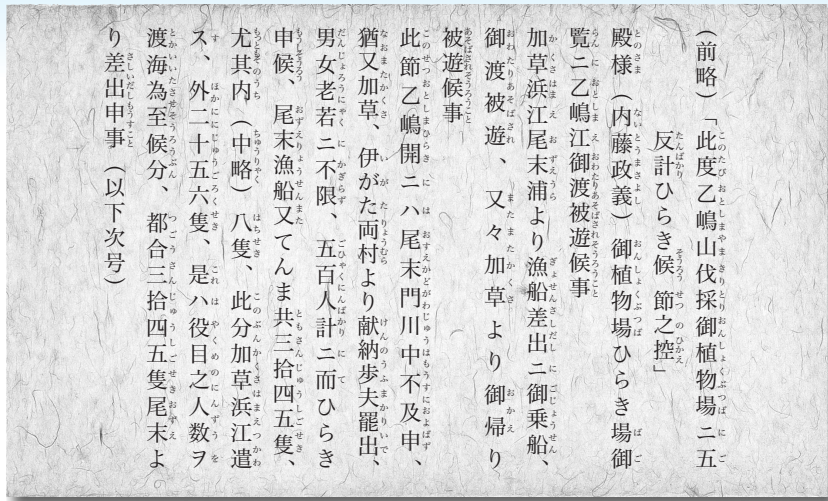 （前略）「此度乙嶋山伐採御植物場ニ五
反計ひらき候　節之控」
殿様（内藤政義）御植物場ひらき場御
覧ニ乙嶋江御渡被遊候事
加草浜江尾末浦より漁船差出ニ御乗船、
御渡被遊、又々加草より御帰り
被遊候事
此節乙嶋開ニハ尾末門川中不及申、
猶又加草、伊がた両村より献納歩夫罷出、
男女老若ニ不限、五百人計ニ而ひらき
申候、尾末漁船又てんま共三拾四五隻、
尤其内（中略）八隻、此分加草浜江遣
ス、外二十五六隻、是ハ役目之人数ヲ
渡海為至候分、都合三拾四五隻尾末よ
り差出申事（以下次号）